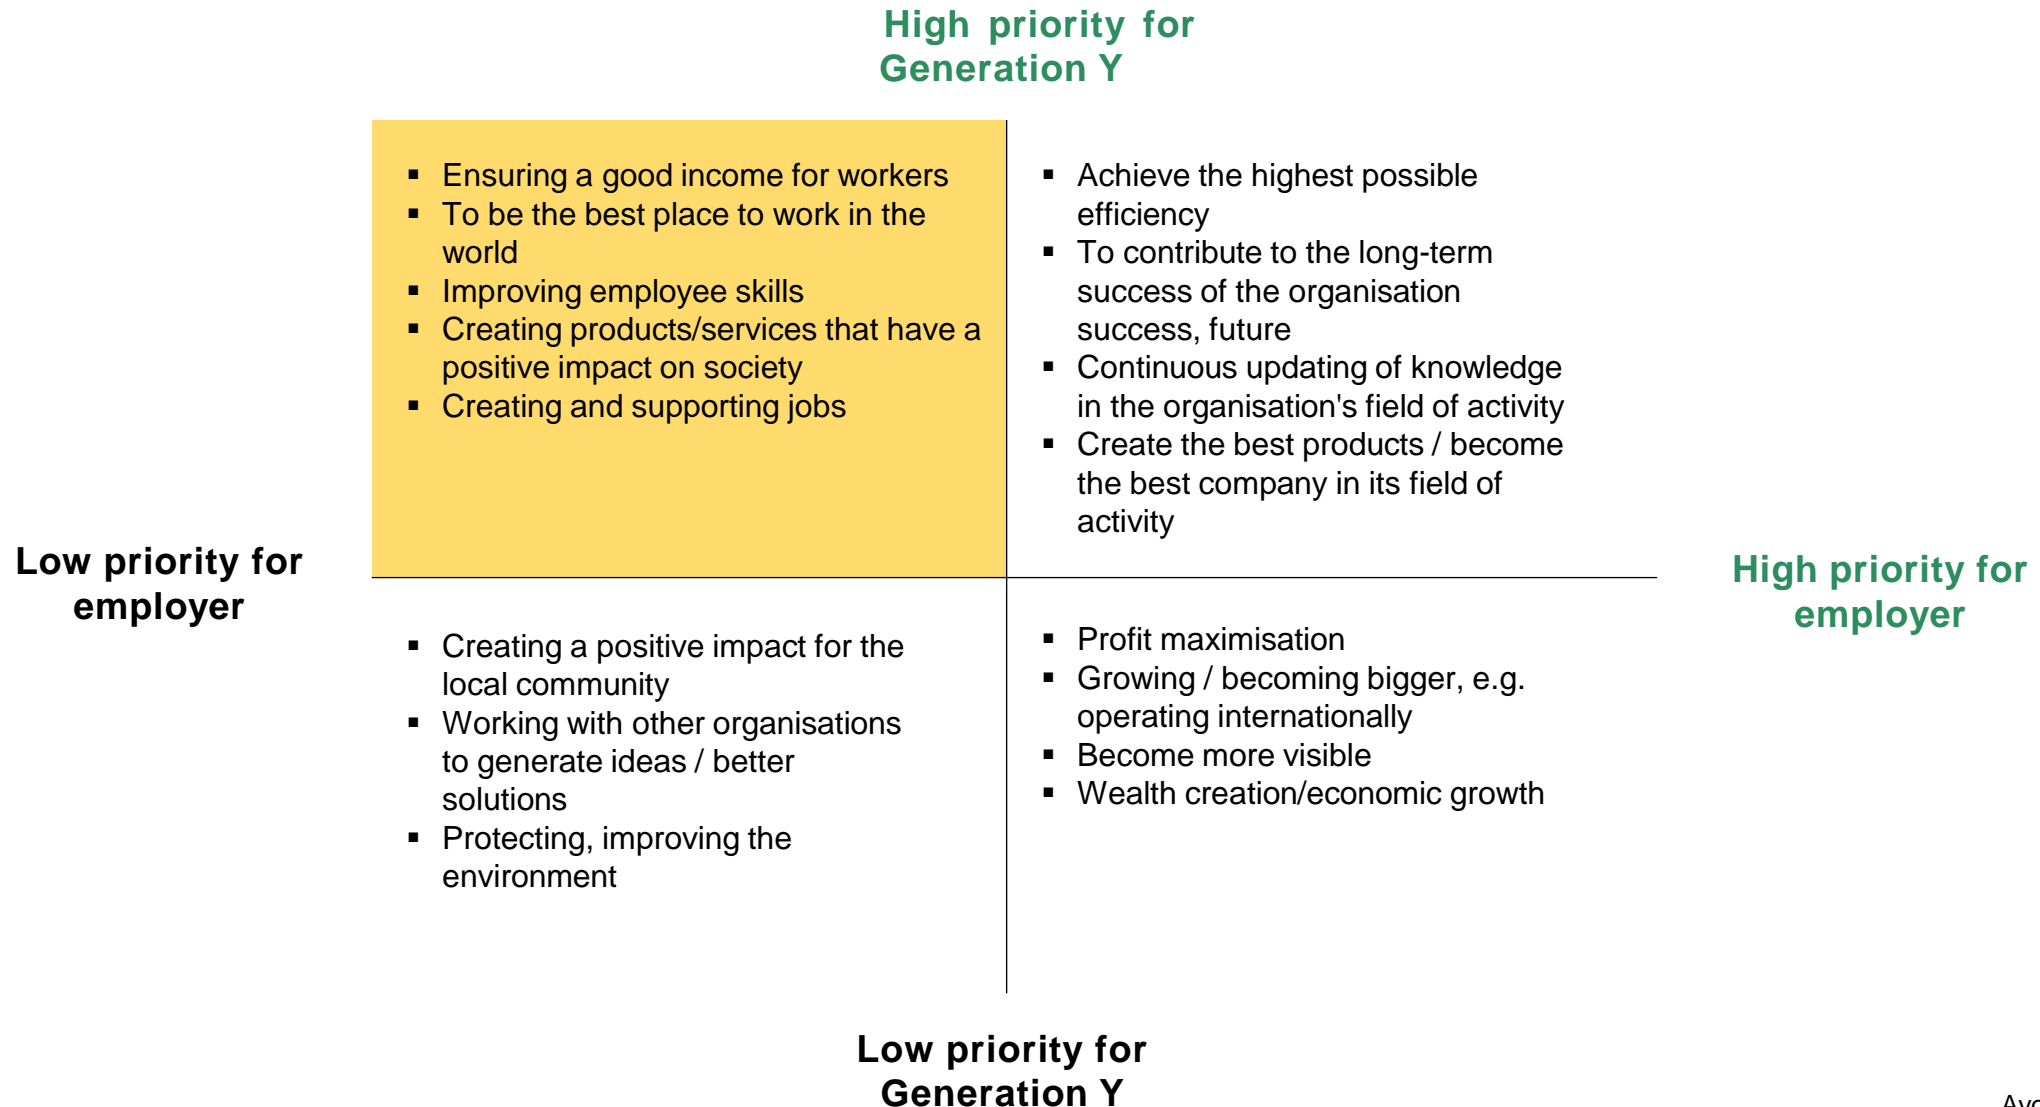 High priority for
Generation Y
▪ Ensuring a good income for workers
▪ To be the best place to work in the
world
▪ Improving employee skills
▪ Creating products/services that have a
positive impact on society
▪ Creating and supporting jobs
▪ Achieve the highest possible
efficiency
▪ To contribute to the long-term
success of the organisation
success, future
▪ Continuous updating of knowledge
in the organisation's field of activity
▪ Create the best products / become
the best company in its field of
activity
Low priority for
employer
High priority for
employer
▪ Creating a positive impact for the
local community
▪ Working with other organisations
to generate ideas / better
solutions
▪ Protecting, improving the
environment
▪ Profit maximisation
▪ Growing / becoming bigger, e.g.
operating internationally
▪ Become more visible
▪ Wealth creation/economic growth
Low priority for
Generation Y